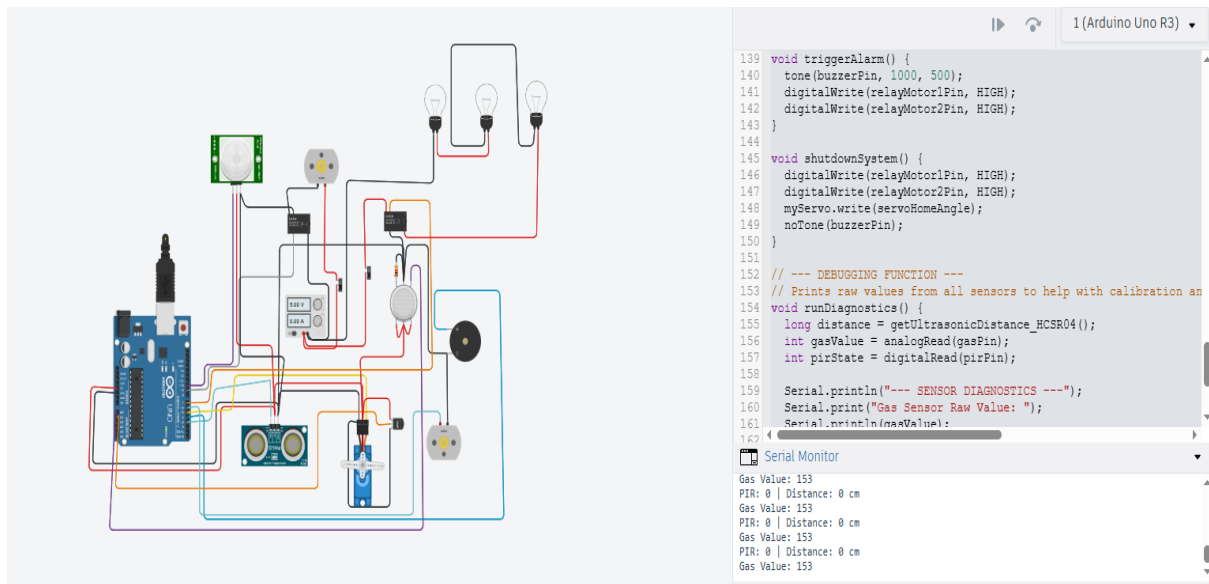 1 (Arduino Uno R3)
139 void triggerAlarm() {
140 tone(buzzerPin, 1000, 500);
141 digitalWrite(relayMotor1Pin, HIGH);
142 digitalWrite(relayMotor2Pin, HIGH);
143 }
144
145 void shutdownSystem() {
146 digitalWrite(relayMotor1Pin, HIGH);
147 digitalWrite(relayMotor2Pin, HIGH);
148 myServo.write(servoHomeAngle);
149 noTone(buzzerPin);
150 }
151
152 // --- DEBUGGING FUNCTION ---
153 // Prints raw values from all sensors to help with calibration an
154 void runDiagnostics() {
155 long distance = getUltrasonicDistance_HCSR04();
156 int gasValue = analogRead(gasPin);
157 int pirState = digitalRead(pirPin);
158
159 Serial.println("--- SENSOR DIAGNOSTICS ---");
160 Serial.print("Gas Sensor Raw Value: ");
161 Serial.println(gasValue);
162
Serial Monitor
Gas Value: 153
PIR: 0 | Distance: 0 cm
Gas Value: 153
PIR: 0 | Distance: 0 cm
Gas Value: 153
PIR: 0 | Distance: 0 cm
Gas Value: 153
5.00 V
0.00 A
UNO